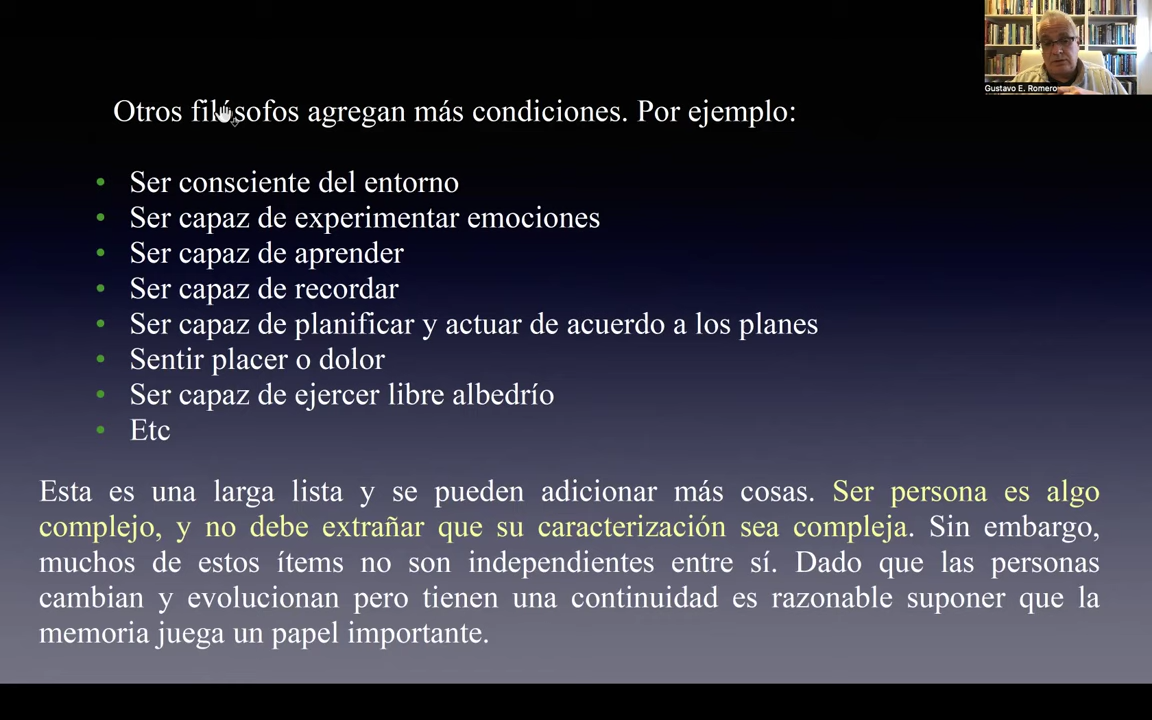 Gustavo E. Romero
Otros filósofos agregan más condiciones. Por ejemplo:
• Ser consciente del entorno
• Ser capaz de experimentar emociones
• Ser capaz de aprender
• Ser capaz de recordar
• Ser capaz de planificar y actuar de acuerdo a los planes
• Sentir placer o dolor
• Ser capaz de ejercer libre albedrío
• Etc
Esta es una larga lista y se pueden adicionar más cosas. Ser persona es algo
complejo, y no debe extrañar que su caracterización sea compleja. Sin embargo,
muchos de estos ítems no son independientes entre sí. Dado que las personas
cambian y evolucionan pero tienen una continuidad es razonable suponer que la
memoria juega un papel importante.